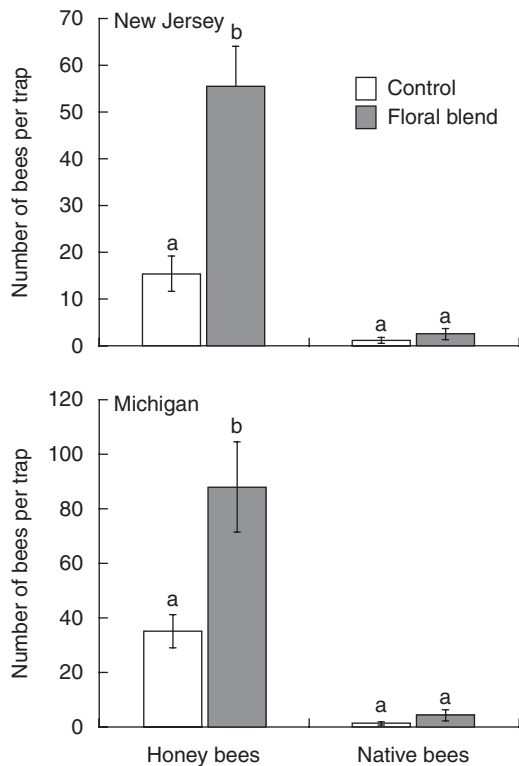 New Jersey
Number of bees per trap
70
60
50
40
30
20
10
0
a
b
a
a
Control
Floral blend
Michigan
Number of bees per trap
120
100
80
60
40
20
0
a
b
a
a
Honey bees
Native bees